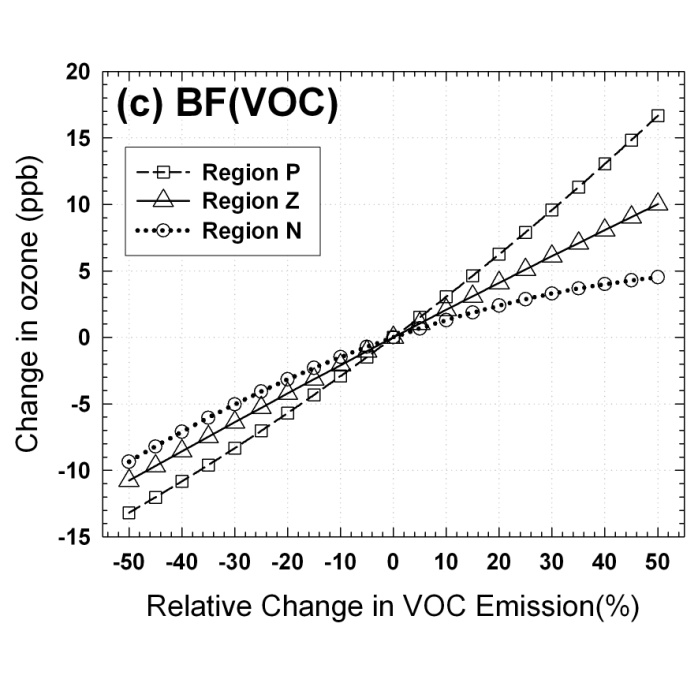 (c) BF(VOC)
Region P
Region Z
Region N
Change in ozone (ppb)
20
15
10
5
0
-5
-10
-15
-50 -40 -30 -20 -10 0 10 20 30 40 50
Relative Change in VOC Emission(%)